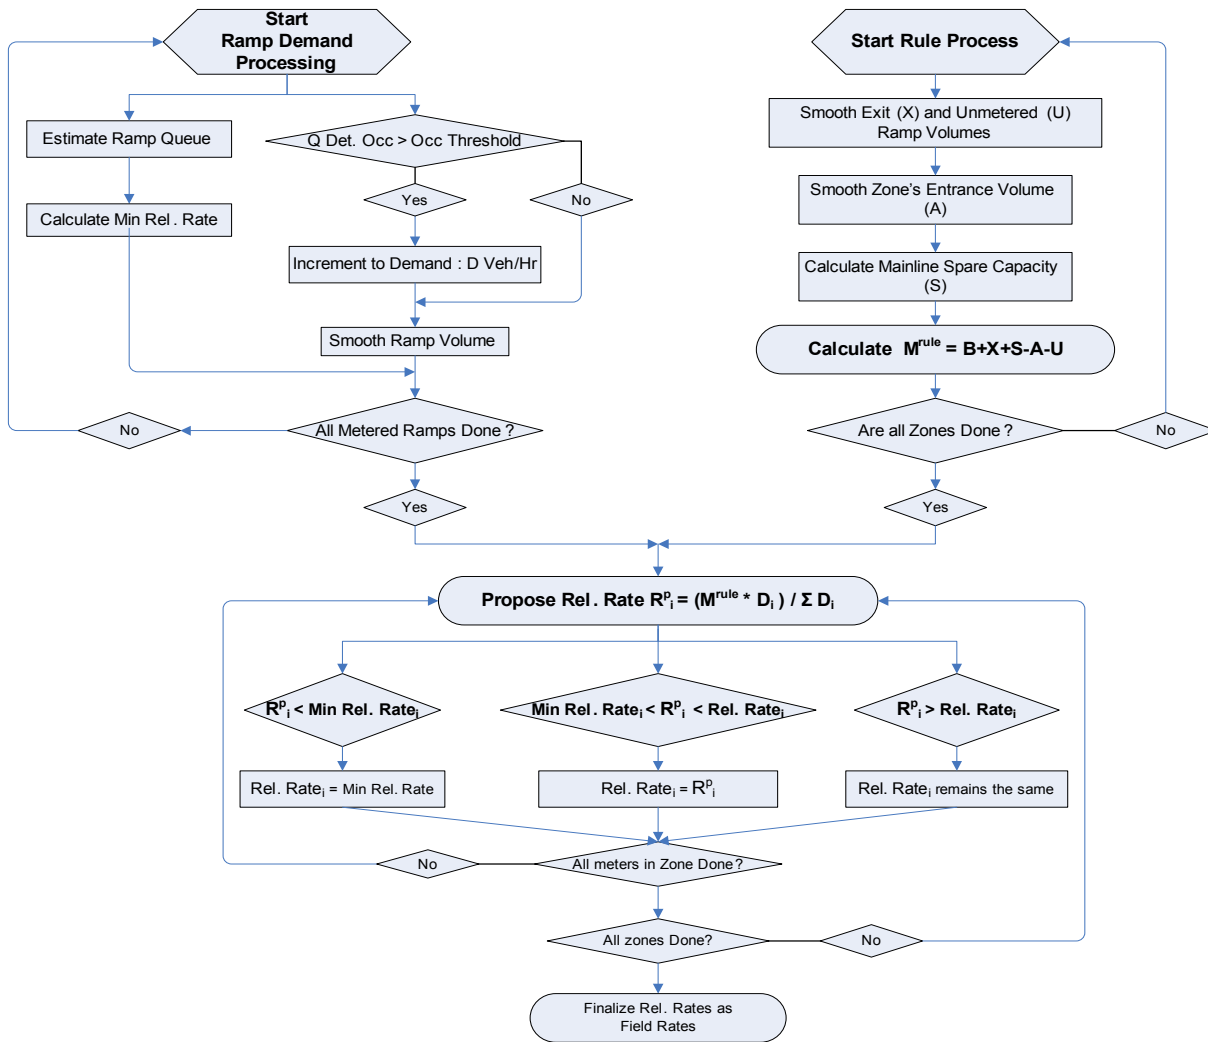 Start
Ramp Demand
Processing
Estimate Ramp Queue
Calculate Min Rel. Rate
Q Det. Occ > Occ Threshold
Yes
No
Increment to Demand : D Veh/Hr
Smooth Ramp Volume
All Metered Ramps Done ?
No
Yes
Start Rule Process
Smooth Exit (X) and Unmetered (U)
Ramp Volumes
Smooth Zone's Entrance Volume
(A)
Calculate Mainline Spare Capacity
(S)
Calculate M^rule = B+X+S-A-U
Are all Zones Done ?
No
Yes
Propose Rel. Rate R^p_i = (M^rule * D_i ) / Σ D_i
R^p_i < Min Rel. Rate_i
Min Rel. Rate_i < R^p_i < Rel. Rate_i
R^p_i > Rel. Rate_i
Rel. Rate_i = Min Rel. Rate
Rel. Rate_i = R^p_i
Rel. Rate_i remains the same
No
All meters in Zone Done ?
All zones Done?
No
Finalize Rel. Rates as
Field Rates